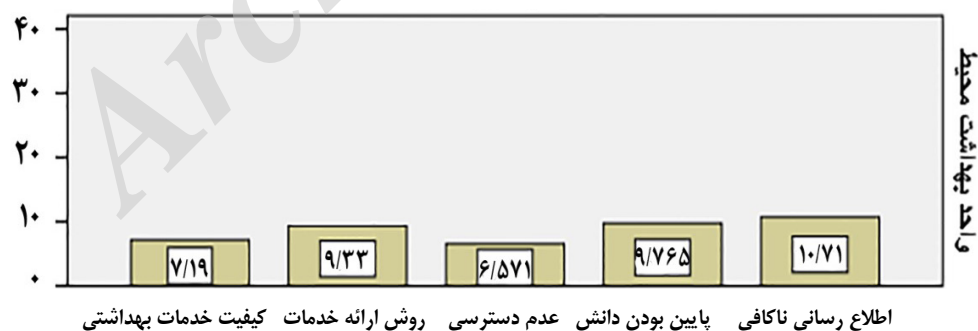 ۴۰
۳۰
۲۰
۱۰
۰
۷/۱۹
۹/۳۳
۶/۵۷۱
۹/۷۶۵
۱۰/۷۱
اطلاع رسانی ناکافی
پایین بودن دانش
عدم دسترسی
روش ارائه خدمات
کیفیت خدمات بهداشتی
واحد بهداشت محیط